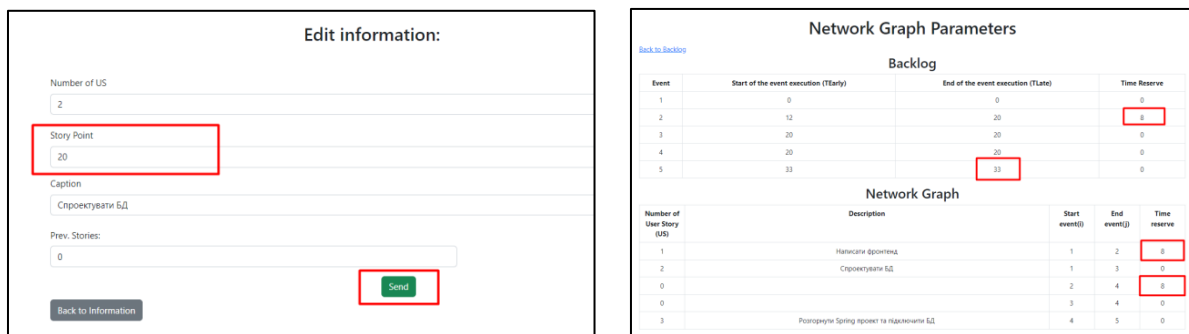 Edit information:
Number of US
2
Story Point
20
Caption
Спроектувати БД
Prev. Stories:
0
Send
Back to Information
Network Graph Parameters
Back to Backlog
Backlog
Event Start of the event execution (TEarly) End of the event execution (TLate) Time Reserve
1 0 0 0
2 12 20 8
3 20 20 0
4 20 20 0
5 33 33 0
Network Graph
Number of User Story (US) Description Start event(i) End event(j) Time reserve
1 Написати фронтенд 1 2 8
2 Спроектувати БД 1 3 0
0 2 4 8
0 3 4 0
3 Розгорнути Spring проект та підключити БД 4 5 0